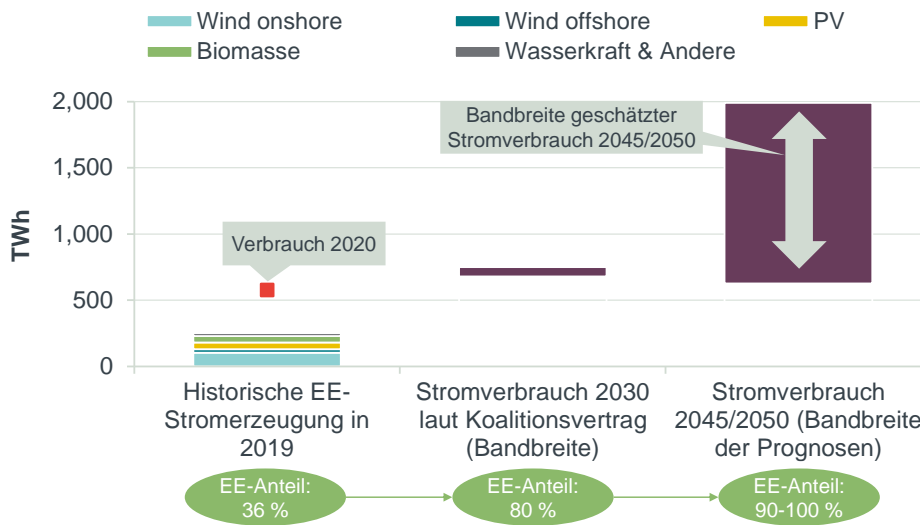 Wind onshore
Wind offshore
PV
Biomasse
Wasserkraft & Andere
TWh
2,000
1,500
1,000
500
0
Bandbreite geschätzter
Stromverbrauch 2045/2050
Verbrauch 2020
Historische EE-
Stromerzeugung in
2019
Stromverbrauch 2030
laut Koalitionsvertrag
(Bandbreite)
Stromverbrauch
2045/2050 (Bandbreite
der Prognosen)
EE-Anteil:
36 %
EE-Anteil:
80 %
EE-Anteil:
90-100 %